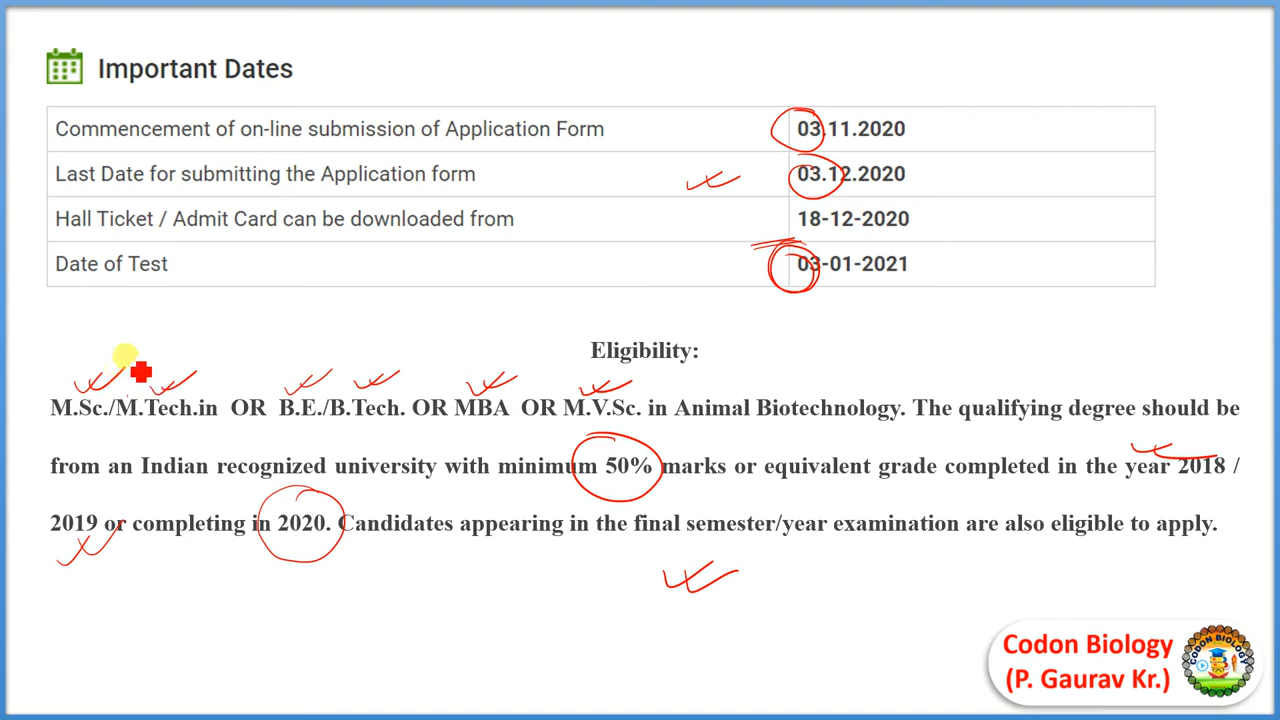 Important Dates
Commencement of on-line submission of Application Form 03.11.2020
Last Date for submitting the Application form 03.12.2020
Hall Ticket / Admit Card can be downloaded from 18-12-2020
Date of Test 03-01-2021
Eligibility:
M.Sc./M.Tech.in OR B.E./B.Tech. OR MBA OR M.V.Sc. in Animal Biotechnology. The qualifying degree should be
from an Indian recognized university with minimum 50% marks or equivalent grade completed in the year 2018 /
2019 or completing in 2020. Candidates appearing in the final semester/year examination are also eligible to apply.
Codon Biology
(P. Gaurav Kr.)
CODON BIOLOGY